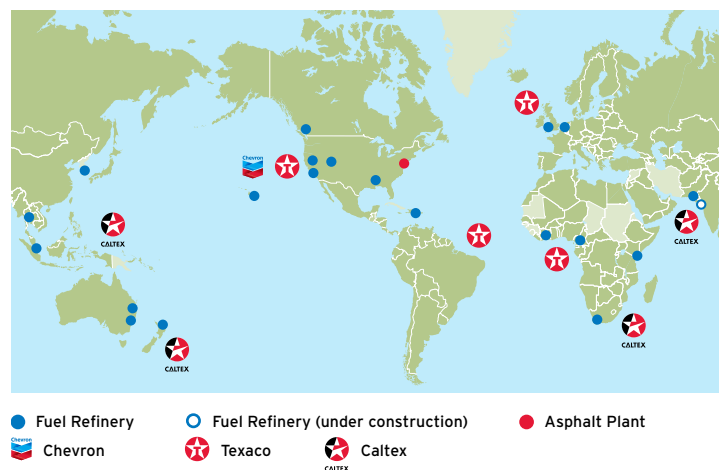 Chevron
CALTEX
CALTEX
CALTEX
CALTEX
Fuel Refinery
Fuel Refinery (under construction)
Asphalt Plant
Chevron
Chevron
Texaco
Caltex
CALTEX